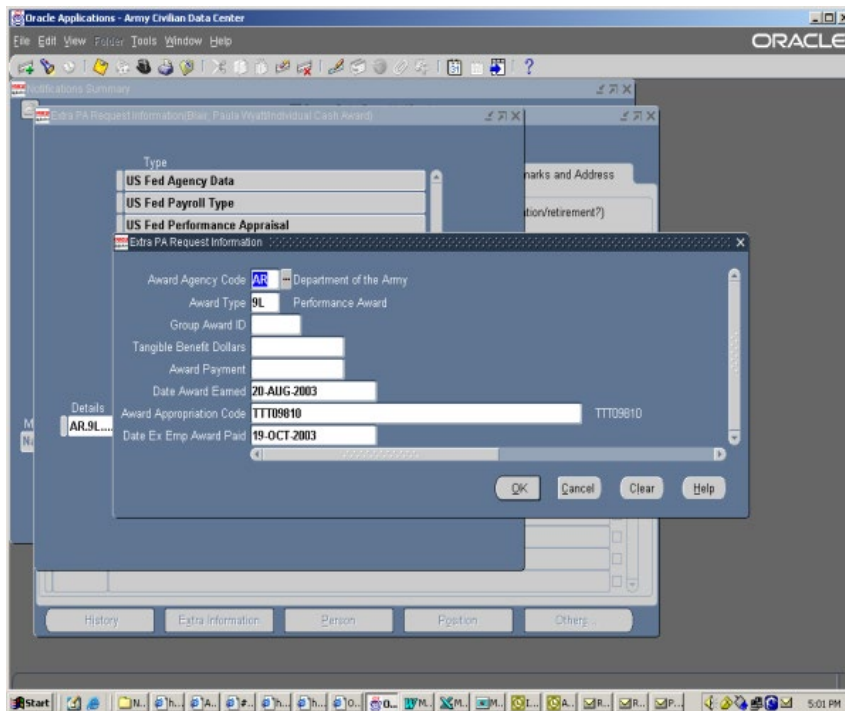 Oracle Applications - Army Civilian Data Center
File Edit View Folder Tools Window Help
ORACLE
Notifications Summary
Extra PA Request Information(Blair, Paula Wyatt/Individual Cash Award)
Type
US Fed Agency Data
US Fed Payroll Type
US Fed Performance Appraisal
marks and Address
tion/retirement?)
Extra PA Request Information
Award Agency Code AR Department of the Army
Award Type 9L Performance Award
Group Award ID
Tangible Benefit Dollars
Award Payment
Date Award Earned 20-AUG-2003
Award Appropriation Code TTT09810 TTT09810
Date Ex Emp Award Paid 19-OCT-2003
Details
AR.9L....
M
Na
OK Cancel Clear Help
History Extra Information Person Position Others...
Start N.. h... A.. #.. h... h... O.. O... M.. M.. M.. I... A.. R... R... P... 5:01 PM